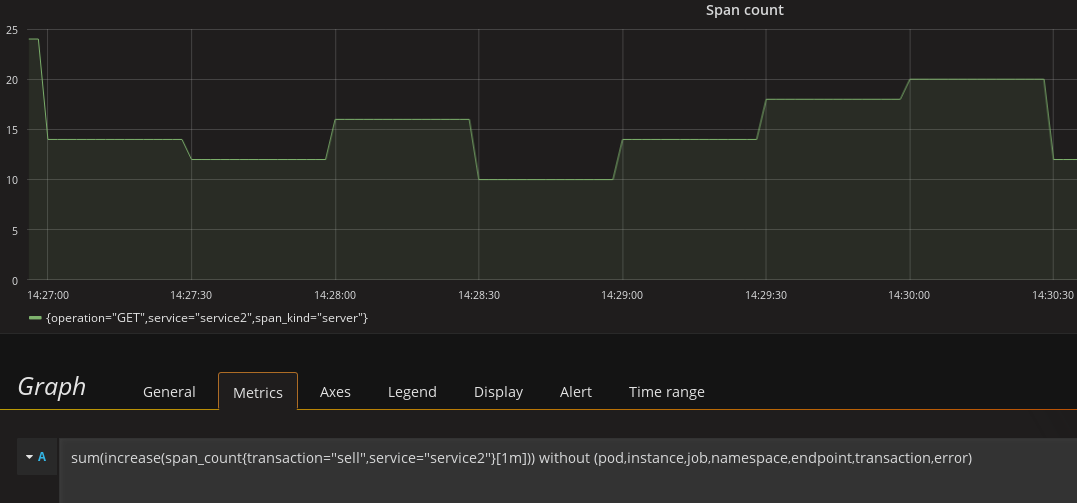 Span count
25
20
15
10
5
0
14:27:00 14:27:30 14:28:00 14:28:30 14:29:00 14:29:30 14:30:00 14:30:30
{operation="GET",service="service2",span_kind="server"}
Graph General Metrics Axes Legend Display Alert Time range
A sum(increase(span_count{transaction="sell",service="service2"}[1m])) without (pod,instance,job,namespace,endpoint,transaction,error)